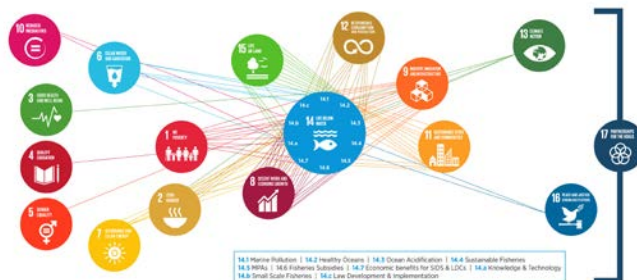 10 REDUCED INEQUALITIES
6 CLEAN WATER AND SANITATION
15 LIFE ON LAND
12 RESPONSIBLE CONSUMPTION AND PRODUCTION
13 CLIMATE ACTION
3 GOOD HEALTH AND WELL-BEING
9 INDUSTRY, INNOVATION AND INFRASTRUCTURE
14.c 14.1 14.2
14.b 14 LIFE BELOW WATER 14.3
14.a 14.4
14.7 14.6 14.5
1 NO POVERTY
11 SUSTAINABLE CITIES AND COMMUNITIES
17 PARTNERSHIPS FOR THE GOALS
4 QUALITY EDUCATION
8 DECENT WORK AND ECONOMIC GROWTH
2 ZERO HUNGER
16 PEACE, JUSTICE AND STRONG INSTITUTIONS
5 GENDER EQUALITY
7 AFFORDABLE AND CLEAN ENERGY
14.1 Marine Pollution | 14.2 Healthy Oceans | 14.3 Ocean Acidification | 14.4 Sustainable Fisheries
14.5 MPAs | 14.6 Fisheries Subsidies | 14.7 Economic benefits for SIDS & LDCs | 14.a Knowledge & Technology
14.b Small Scale Fisheries | 14.c Law Development & Implementation